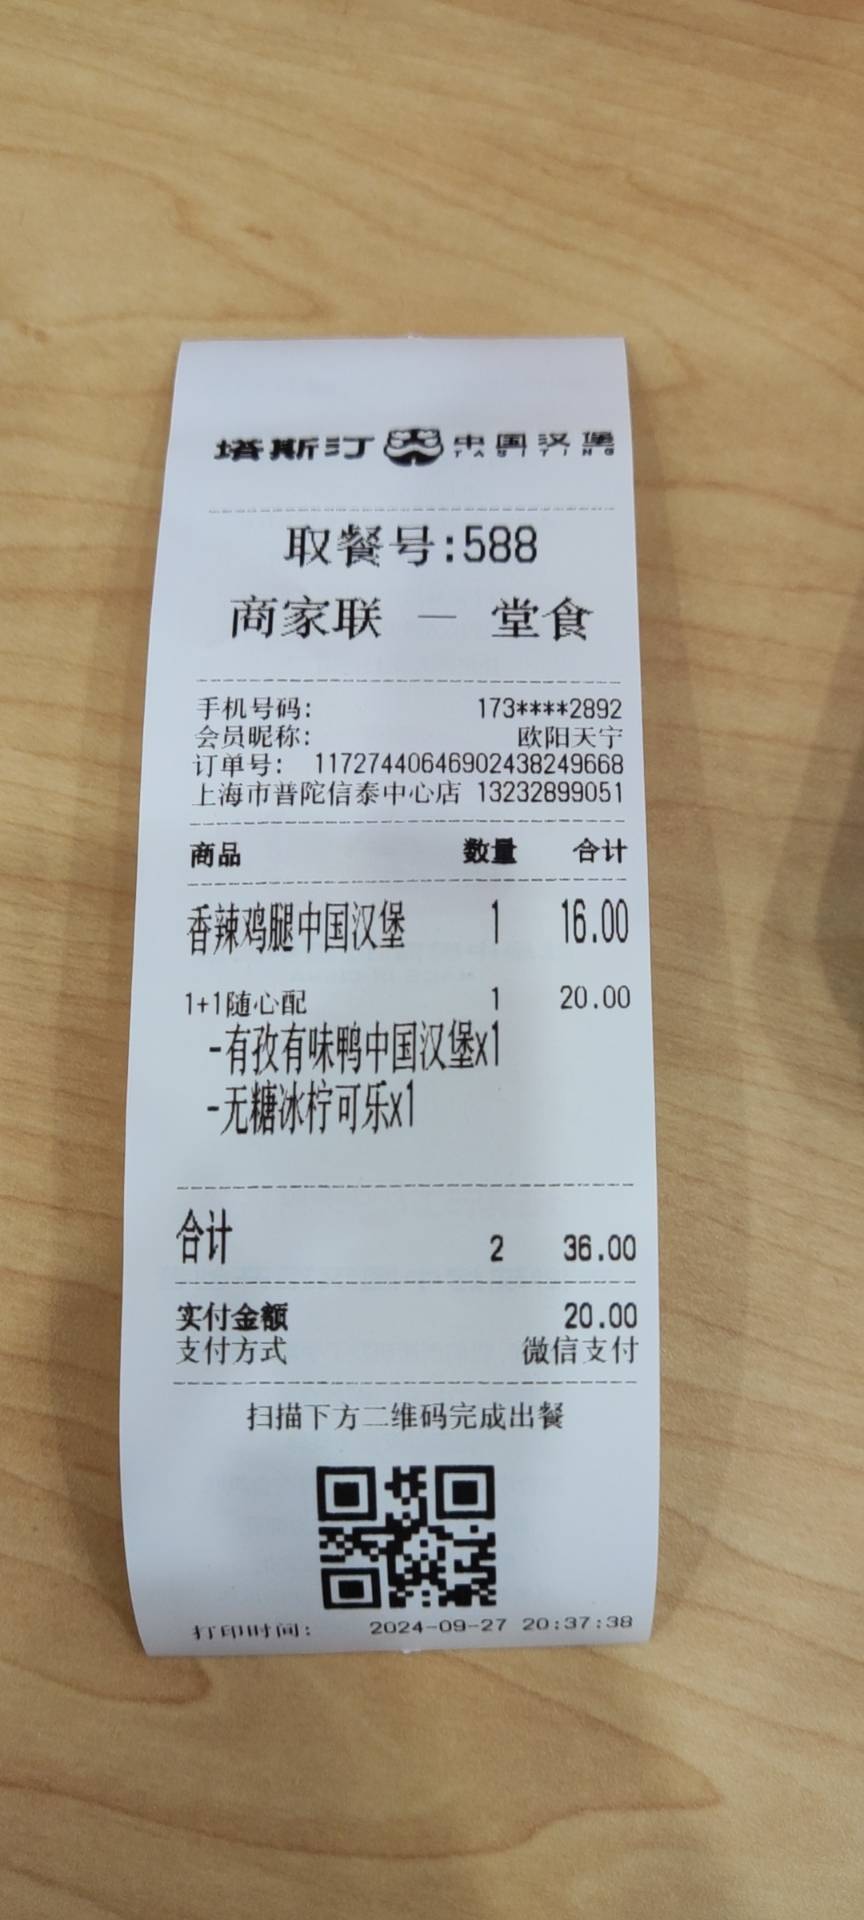 塔斯汀 中国汉堡
TASITING
取餐号:588
商家联 — 堂食
手机号码: 173****2892
会员昵称: 欧阳天宁
订单号: 11727440646902438249668
上海市普陀信泰中心店 13232899051
商品 数量 合计
香辣鸡腿中国汉堡 1 16.00
1+1随心配 1 20.00
-有孜有味鸭中国汉堡x1
-无糖冰柠可乐x1
合计 2 36.00
实付金额 20.00
支付方式 微信支付
扫描下方二维码完成出餐
打印时间: 2024-09-27 20:37:38